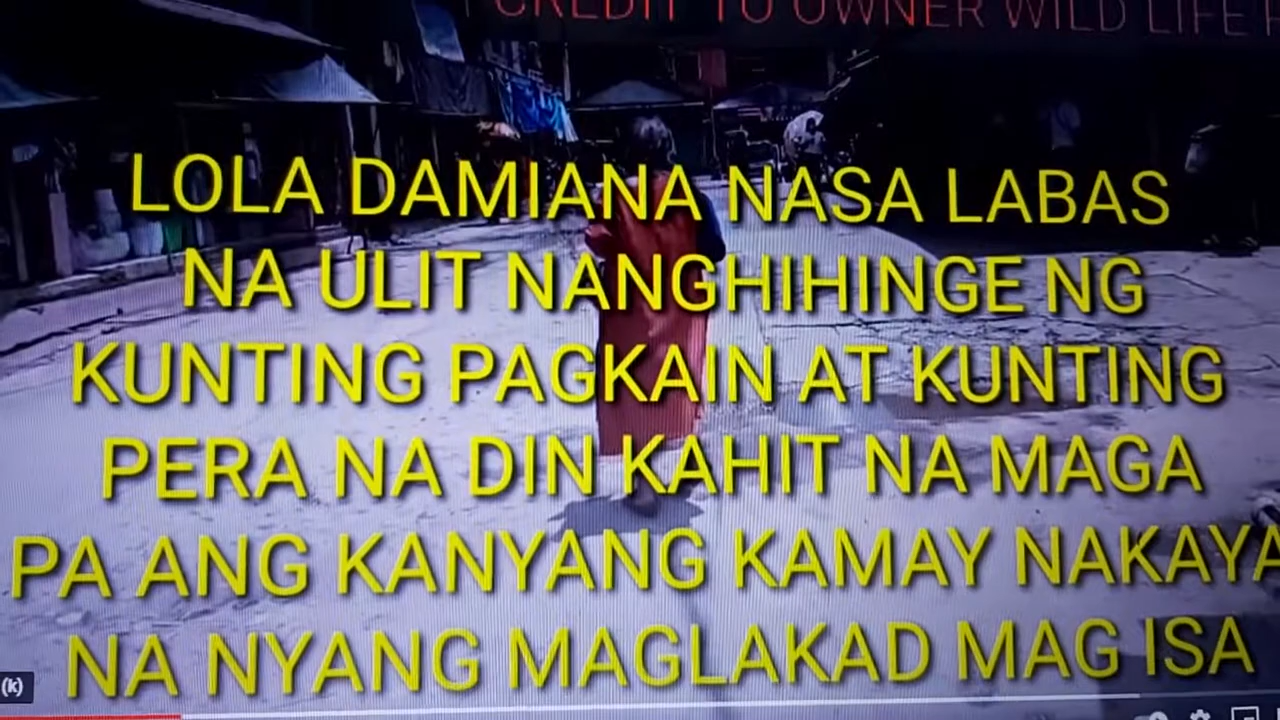 CREDIT TO OWNER WILD LIFE
LOLA DAMIANA NASA LABAS
NA ULIT NANGHIHINGE NG
KUNTING PAGKAIN AT KUNTING
PERA NA DIN KAHIT NA MAGA
PA ANG KANYANG KAMAY NAKAYA
NA NYANG MAGLAKAD MAG ISA
(k)